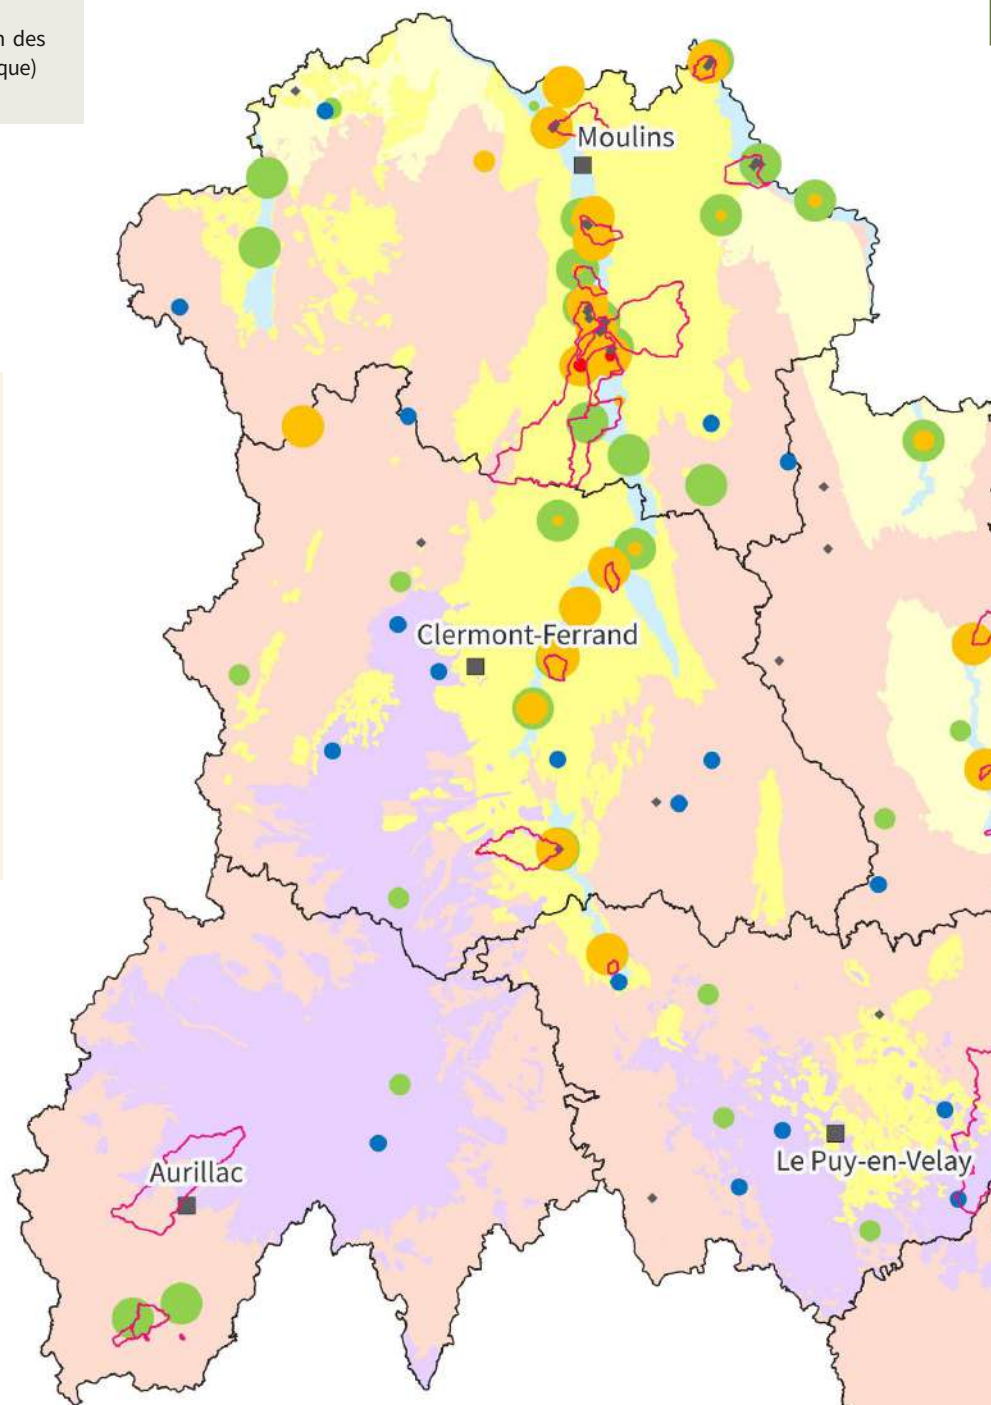 n des
que)
Moulins
Clermont-Ferrand
Aurillac
Le Puy-en-Velay